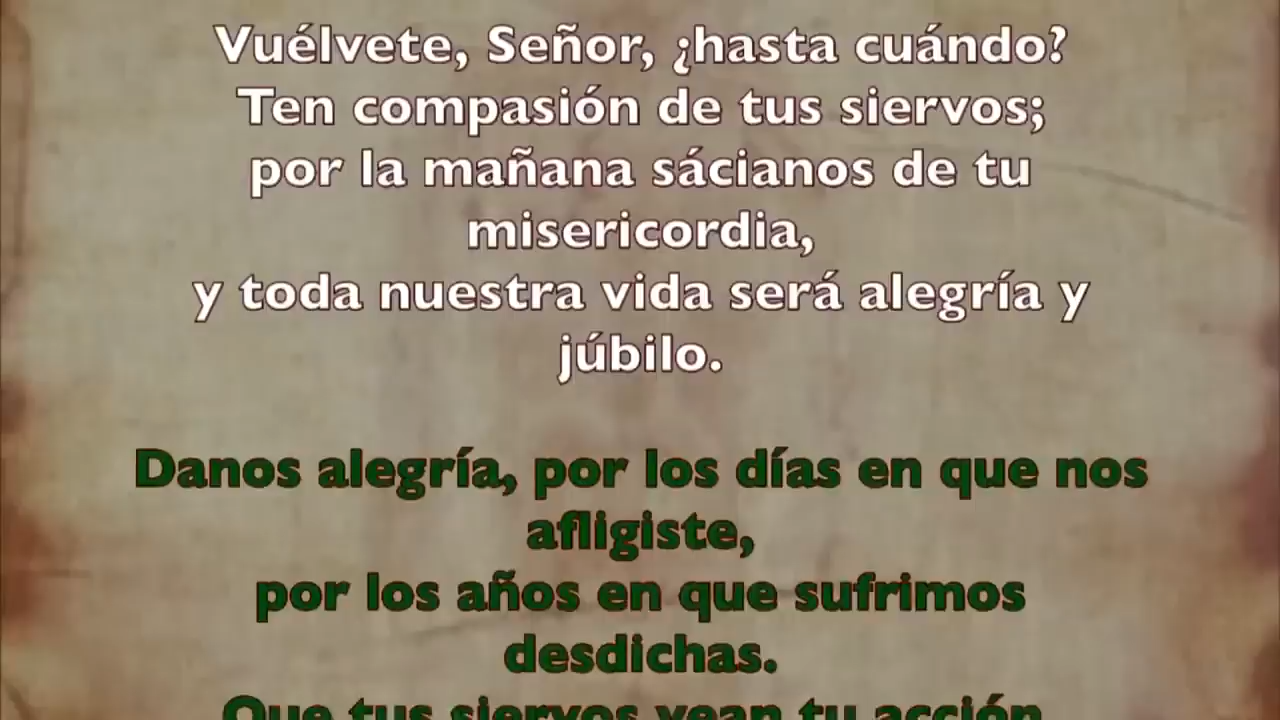 Vuélvete, Señor, ¿hasta cuándo?
Ten compasión de tus siervos;
por la mañana sácianos de tu
misericordia,
y toda nuestra vida será alegría y
júbilo.
Danos alegría, por los días en que nos
afligiste,
por los años en que sufrimos
desdichas.
Que tus siervos vean tu acción